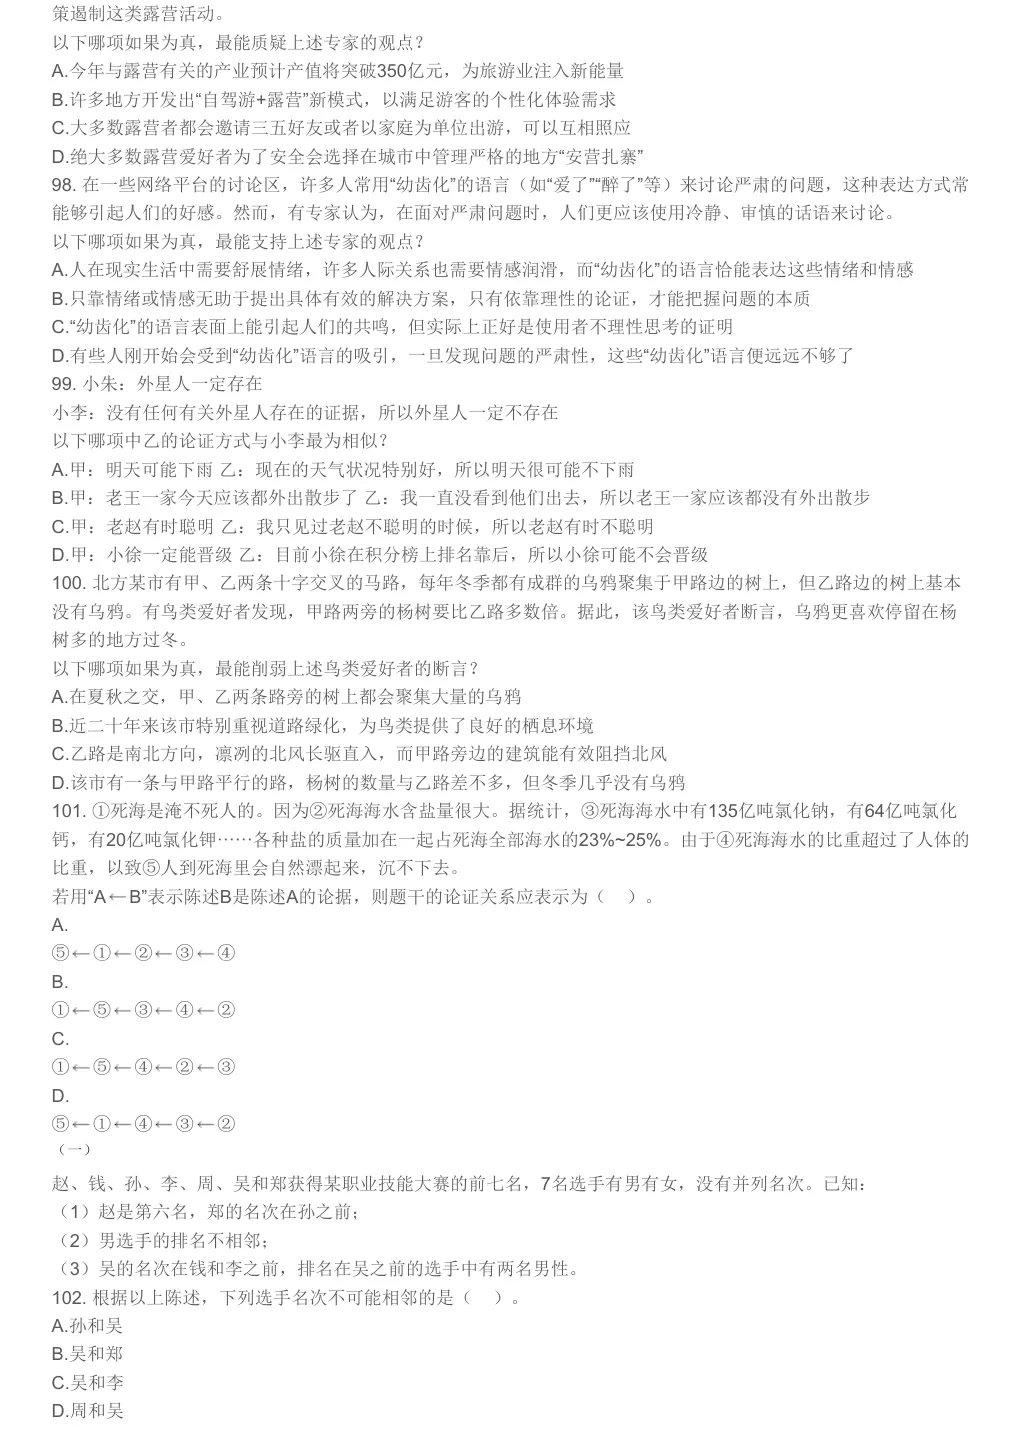 策遏制这类露营活动。
以下哪项如果为真，最能质疑上述专家的观点？
A.今年与露营有关的产业预计产值将突破350亿元，为旅游业注入新能量
B.许多地方开发出“自驾游+露营”新模式，以满足游客的个性化体验需求
C.大多数露营者都会邀请三五好友或者以家庭为单位出游，可以互相照应
D.绝大多数露营爱好者为了安全会选择在城市中管理严格的地方“安营扎寨”
98. 在一些网络平台的讨论区，许多人常用“幼齿化”的语言（如“爱了”“醉了”等）来讨论严肃的问题，这种表达方式常
能够引起人们的好感。然而，有专家认为，在面对严肃问题时，人们更应该使用冷静、审慎的话语来讨论。
以下哪项如果为真，最能支持上述专家的观点？
A.人在现实生活中需要舒展情绪，许多人际关系也需要情感润滑，而“幼齿化”的语言恰能表达这些情绪和情感
B.只靠情绪或情感无助于提出具体有效的解决方案，只有依靠理性的论证，才能把握问题的本质
C.“幼齿化”的语言表面上能引起人们的共鸣，但实际上正好是使用者不理性思考的证明
D.有些人刚开始会受到“幼齿化”语言的吸引，一旦发现问题的严肃性，这些“幼齿化”语言便远远不够了
99. 小朱：外星人一定存在
小李：没有任何有关外星人存在的证据，所以外星人一定不存在
以下哪项中乙的论证方式与小李最为相似？
A.甲：明天可能下雨 乙：现在的天气状况特别好，所以明天很可能不下雨
B.甲：老王一家今天应该都外出散步了 乙：我一直没看到他们出去，所以老王一家应该都没有外出散步
C.甲：老赵有时聪明 乙：我只见过老赵不聪明的时候，所以老赵有时不聪明
D.甲：小徐一定能晋级 乙：目前小徐在积分榜上排名靠后，所以小徐可能不会晋级
100. 北方某市有甲、乙两条十字交叉的马路，每年冬季都有成群的乌鸦聚集于甲路边的树上，但乙路边的树上基本
没有乌鸦。有鸟类爱好者发现，甲路两旁的杨树要比乙路多数倍。据此，该鸟类爱好者断言，乌鸦更喜欢停留在杨
树多的地方过冬。
以下哪项如果为真，最能削弱上述鸟类爱好者的断言？
A.在夏秋之交，甲、乙两条路旁的树上都会聚集大量的乌鸦
B.近二十年来该市特别重视道路绿化，为鸟类提供了良好的栖息环境
C.乙路是南北方向，凛冽的北风长驱直入，而甲路旁边的建筑能有效阻挡北风
D.该市有一条与甲路平行的路，杨树的数量与乙路差不多，但冬季几乎没有乌鸦
101. ①死海是淹不死人的。因为②死海海水含盐量很大。据统计，③死海海水中有135亿吨氯化钠，有64亿吨氯化
钙，有20亿吨氯化钾……各种盐的质量加在一起占死海全部海水的23%~25%。由于④死海海水的比重超过了人体的
比重，以致⑤人到死海里会自然漂起来，沉不下去。
若用“A←B”表示陈述B是陈述A的论据，则题干的论证关系应表示为（ ）。
A.
⑤←①←②←③←④
B.
①←⑤←③←④←②
C.
①←⑤←④←②←③
D.
⑤←①←④←③←②
（一）
赵、钱、孙、李、周、吴和郑获得某职业技能大赛的前七名，7名选手有男有女，没有并列名次。已知：
（1）赵是第六名，郑的名次在孙之前；
（2）男选手的排名不相邻；
（3）吴的名次在钱和李之前，排名在吴之前的选手中有两名男性。
102. 根据以上陈述，下列选手名次不可能相邻的是（ ）。
A.孙和吴
B.吴和郑
C.吴和李
D.周和吴